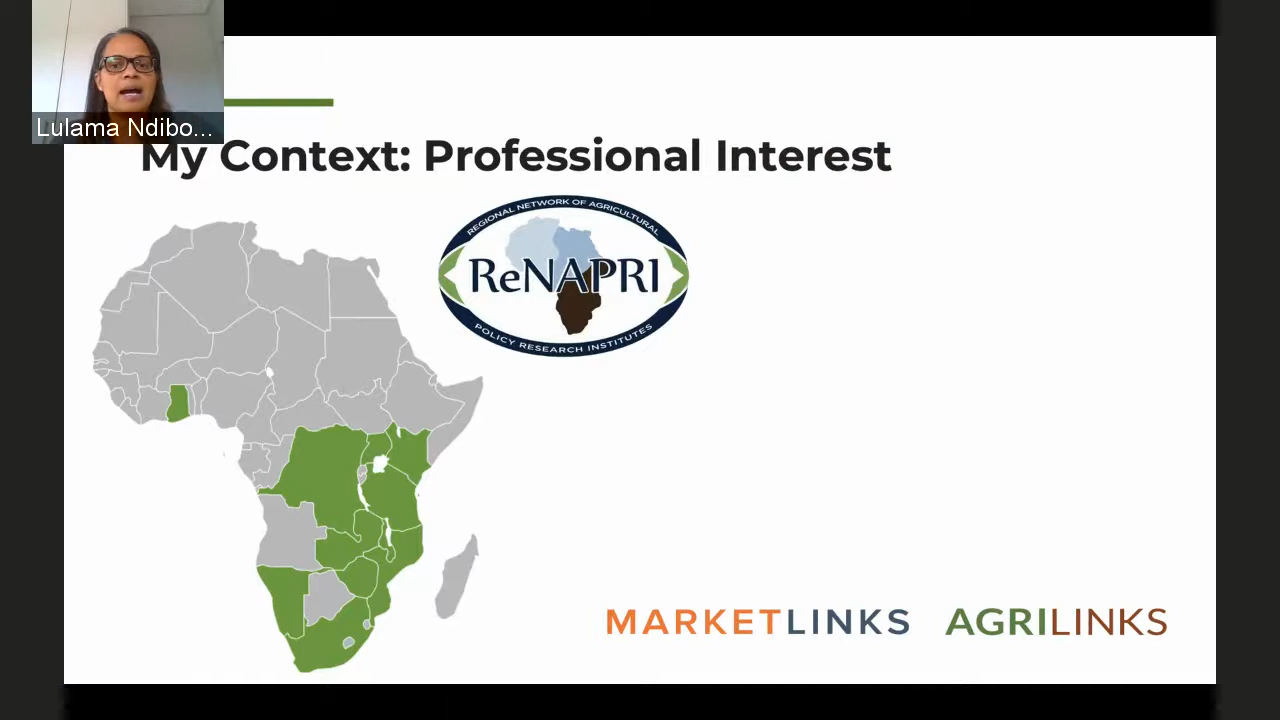 Lulama Ndibo...
My Context: Professional Interest
REGIONAL NETWORK OF AGRICULTURAL
ReNAPRI
POLICY RESEARCH INSTITUTES
MARKETLINKS
AGRILINKS